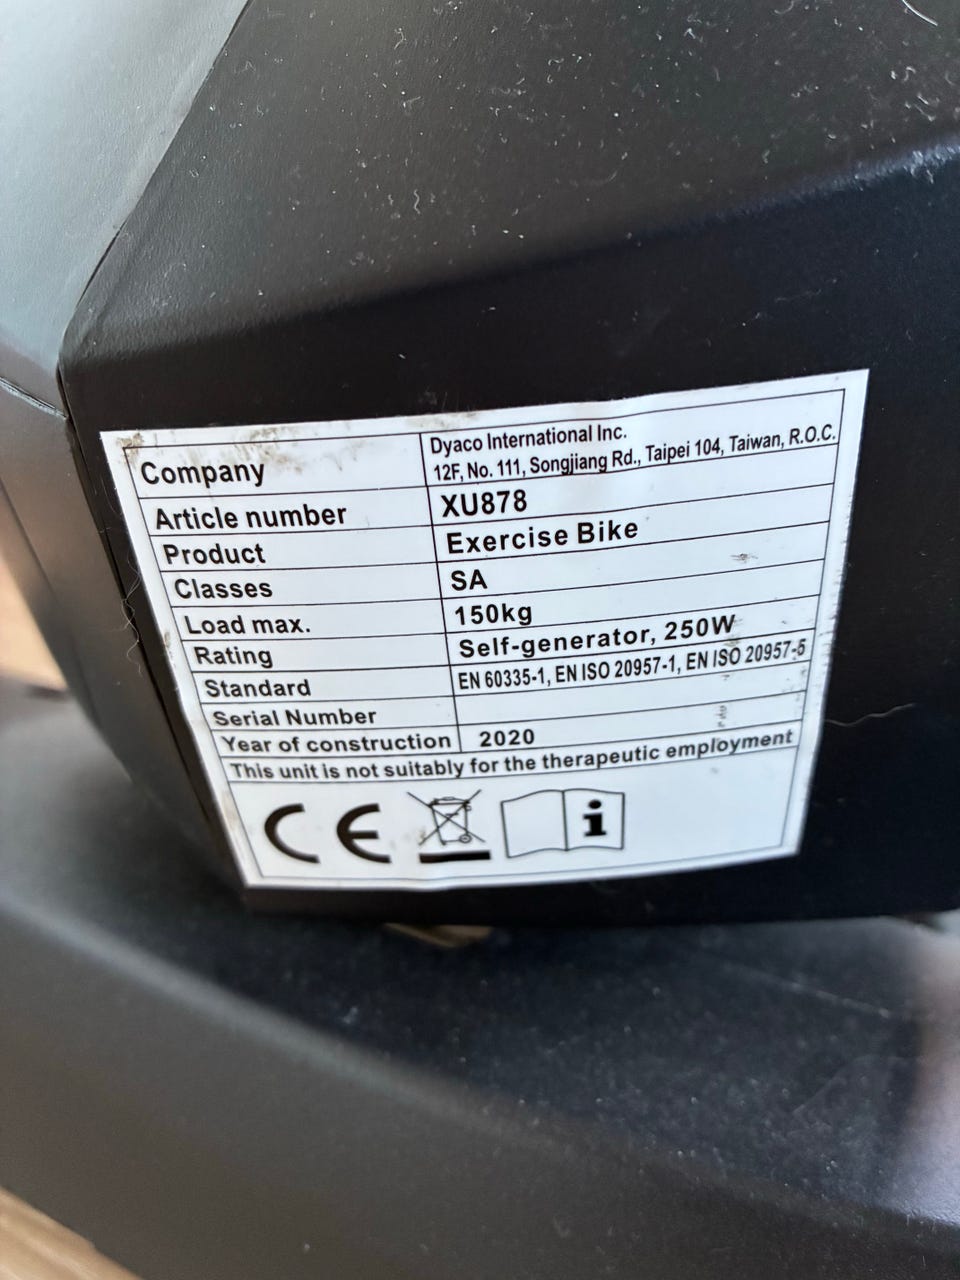 Company
Dyaco International Inc.
12F, No. 111, Songjiang Rd., Taipei 104, Taiwan, R.O.C.
Article number XU878
Product Exercise Bike
Classes SA
Load max. 150kg
Rating Self-generator, 250W
Standard EN 60335-1, EN ISO 20957-1, EN ISO 20957-5
Serial Number
Year of construction 2020
This unit is not suitably for the therapeutic employment
CE
i